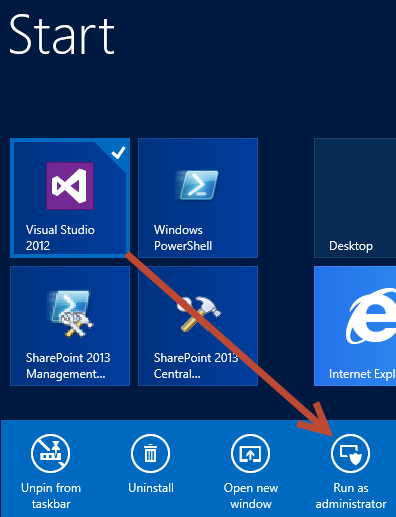 Start
Visual Studio
2012
Windows
PowerShell
Desktop
SharePoint 2013
Management...
SharePoint 2013
Central...
Internet Expl
Unpin from
taskbar
Uninstall
Open new
window
Run as
administrator